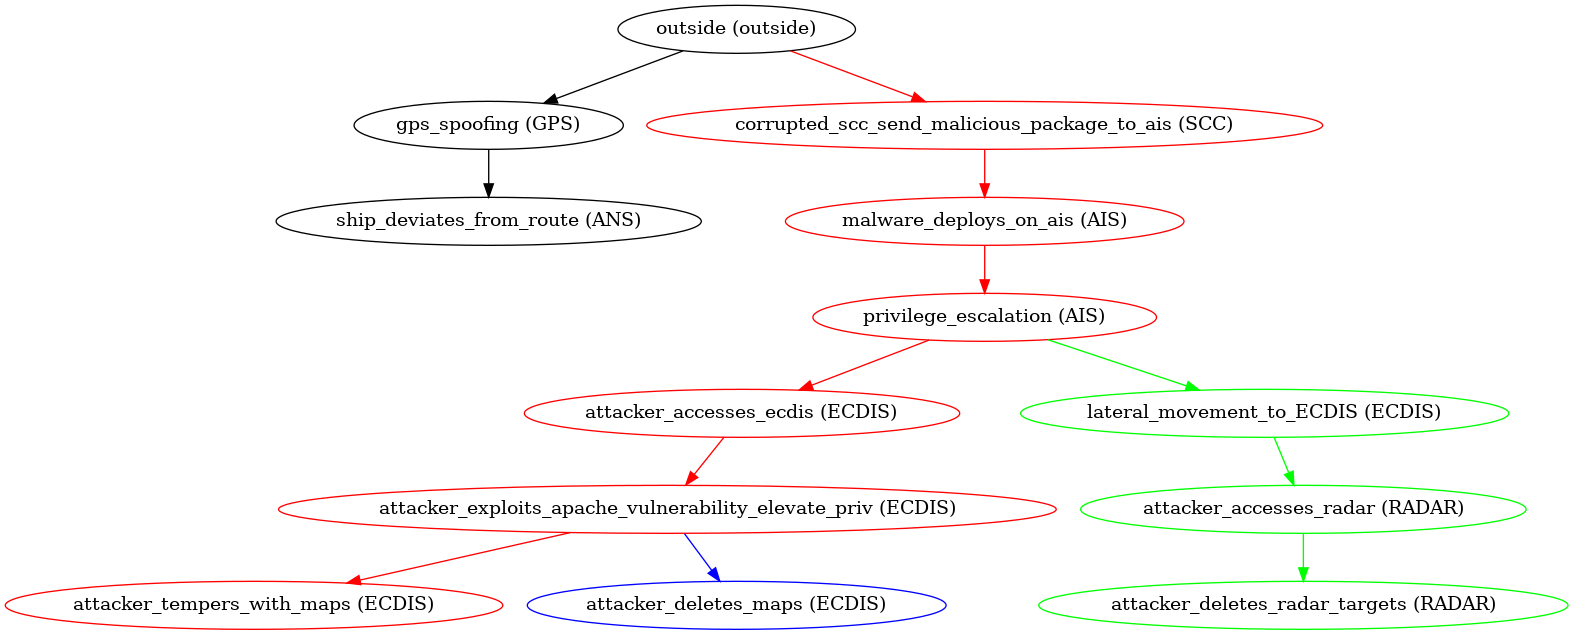 outside (outside)
gps_spoofing (GPS)
corrupted_scc_send_malicious_package_to_ais (SCC)
ship_deviates_from_route (ANS)
malware_deploys_on_ais (AIS)
privilege_escalation (AIS)
attacker_accesses_ecdis (ECDIS)
lateral_movement_to_ECDIS (ECDIS)
attacker_exploits_apache_vulnerability_elevate_priv (ECDIS)
attacker_accesses_radar (RADAR)
attacker_tempers_with_maps (ECDIS)
attacker_deletes_maps (ECDIS)
attacker_deletes_radar_targets (RADAR)